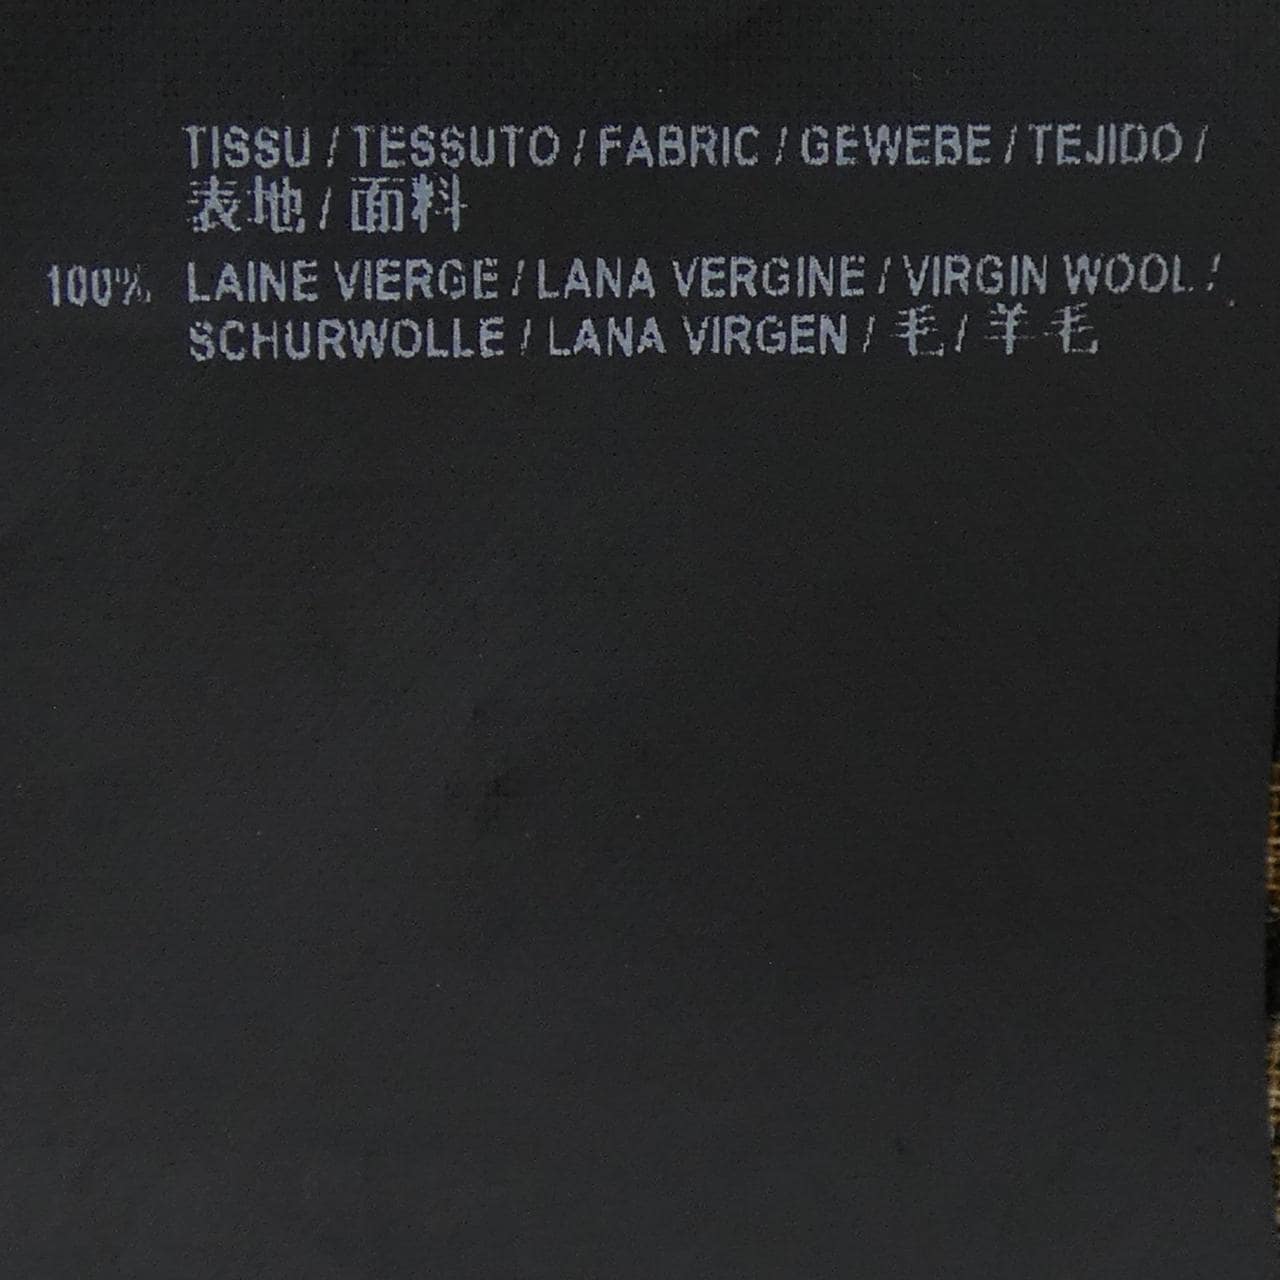 TISSU / TESSUTO / FABRIC / GEWEBE / TEJIDO /
表地 / 面料
100% LAINE VIERGE / LANA VERGINE / VIRGIN WOOL /
SCHURWOLLE / LANA VIRGEN / 毛 / 羊毛